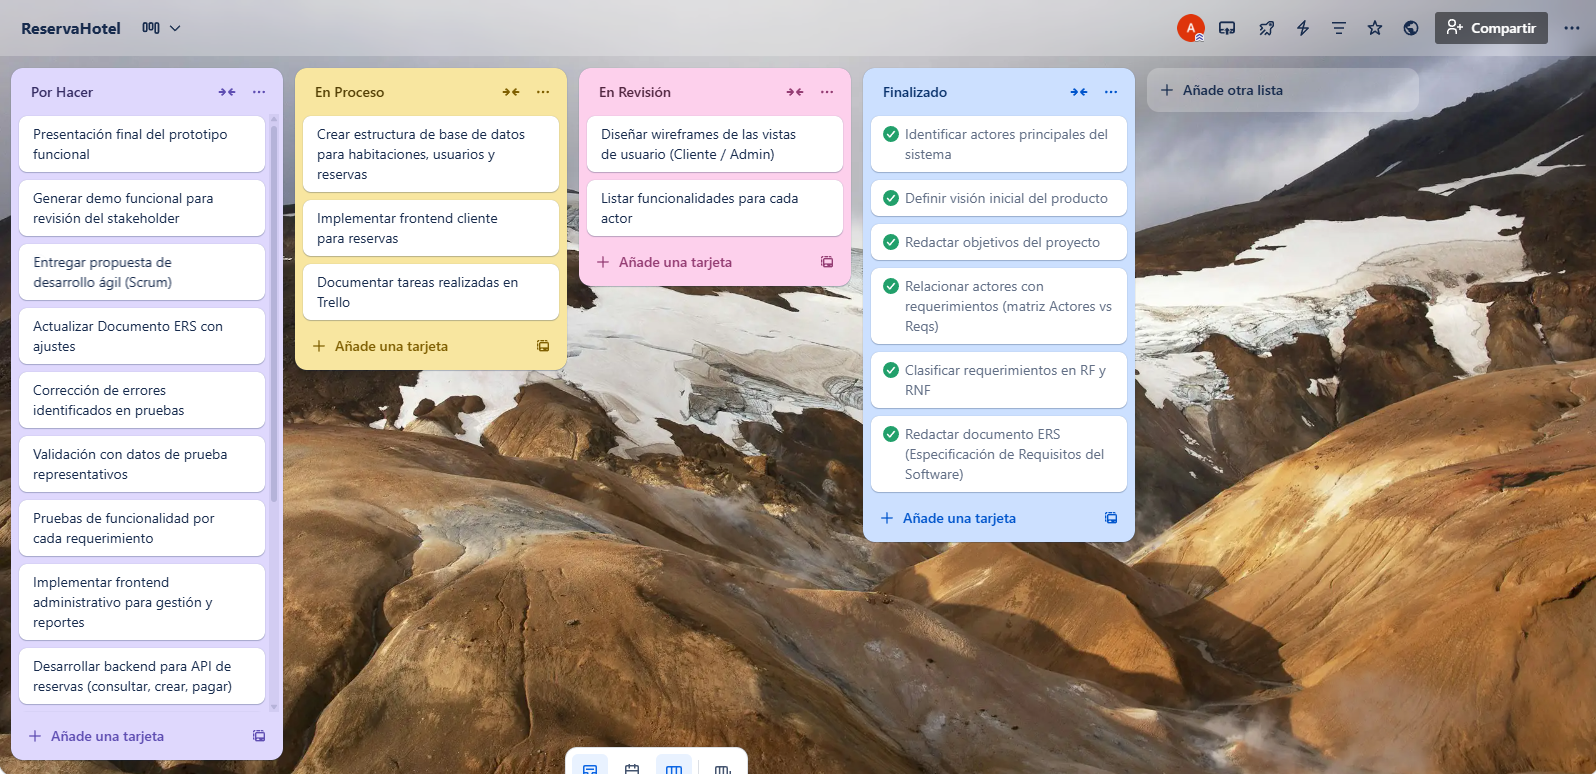 ReservaHotel
A
Compartir
Por Hacer
Presentación final del prototipo
funcional
Generar demo funcional para
revisión del stakeholder
Entregar propuesta de
desarrollo ágil (Scrum)
Actualizar Documento ERS con
ajustes
Corrección de errores
identificados en pruebas
Validación con datos de prueba
representativos
Pruebas de funcionalidad por
cada requerimiento
Implementar frontend
administrativo para gestión y
reportes
Desarrollar backend para API de
reservas (consultar, crear, pagar)
Añade una tarjeta
En Proceso
Crear estructura de base de datos
para habitaciones, usuarios y
reservas
Implementar frontend cliente
para reservas
Documentar tareas realizadas en
Trello
Añade una tarjeta
En Revisión
Diseñar wireframes de las vistas
de usuario (Cliente / Admin)
Listar funcionalidades para cada
actor
Añade una tarjeta
Finalizado
Identificar actores principales del
sistema
Definir visión inicial del producto
Redactar objetivos del proyecto
Relacionar actores con
requerimientos (matriz Actores vs
Reqs)
Clasificar requerimientos en RF y
RNF
Redactar documento ERS
(Especificación de Requisitos del
Software)
Añade una tarjeta
Añade otra lista